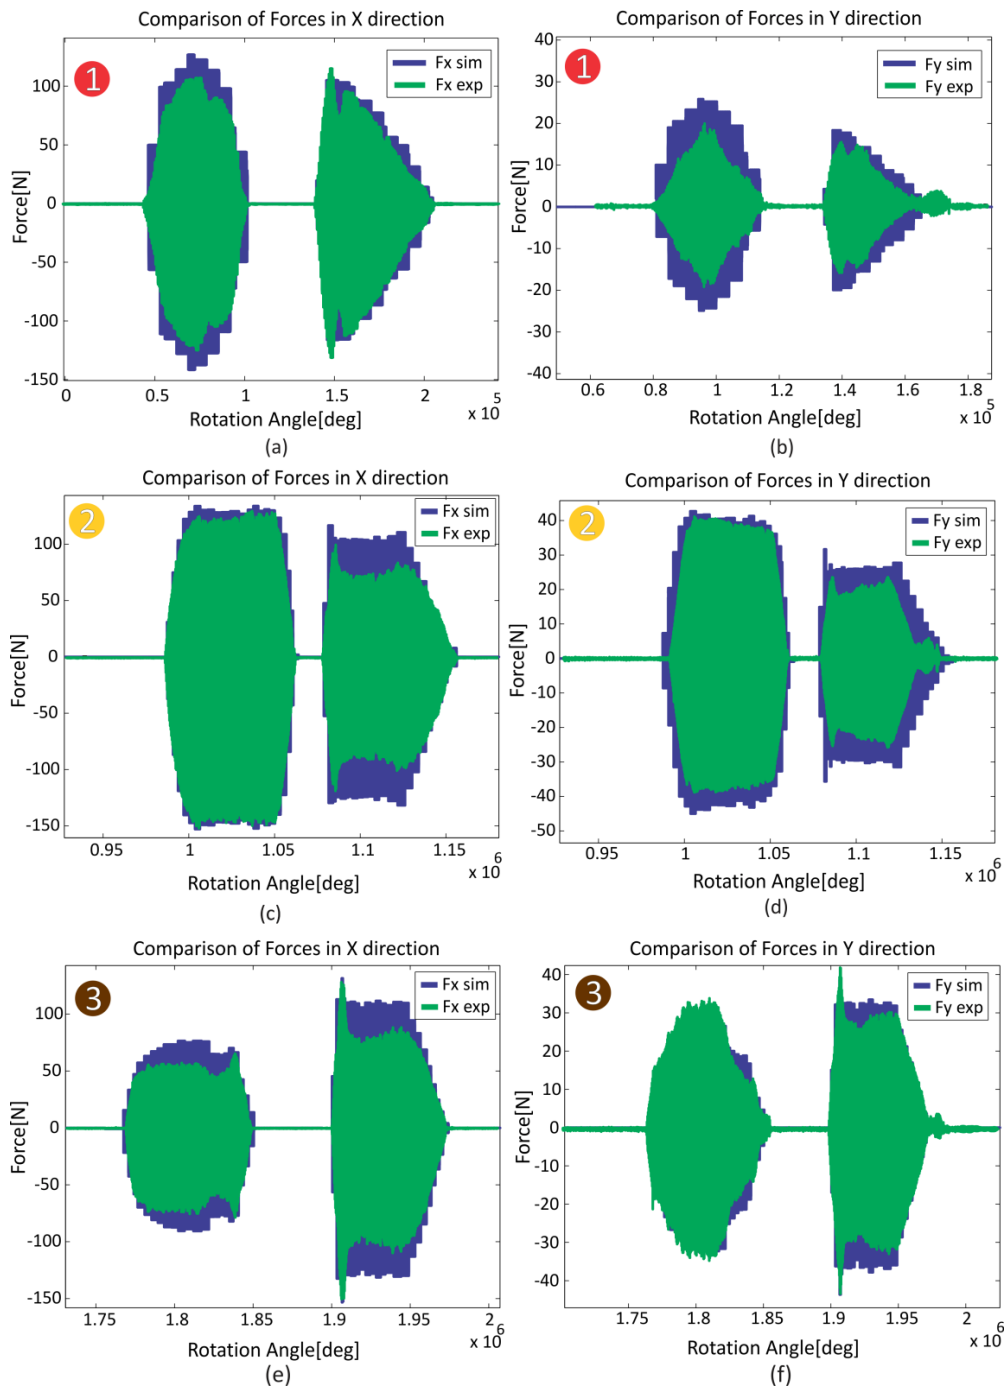 Comparison of Forces in X direction
1
Fx sim
Fx exp
100
50
0
-50
-100
-150
Force[N]
0 0.5 1 1.5 2 5
x 10
Rotation Angle[deg]
(a)
Comparison of Forces in Y direction
1
Fy sim
Fy exp
40
30
20
10
0
-10
-20
-30
-40
Force[N]
0.6 0.8 1 1.2 1.4 1.6 1.8
x 10 5
Rotation Angle[deg]
(b)
Comparison of Forces in X direction
2
Fx sim
Fx exp
100
50
0
-50
-100
-150
Force[N]
0.95 1 1.05 1.1 1.15
x 10 6
Rotation Angle[deg]
(c)
Comparison of Forces in Y direction
2
Fy sim
Fy exp
40
30
20
10
0
-10
-20
-30
-40
-50
Force[N]
0.95 1 1.05 1.1 1.15
x 10 6
Rotation Angle[deg]
(d)
Comparison of Forces in X direction
3
Fx sim
Fx exp
100
50
0
-50
-100
-150
Force[N]
1.75 1.8 1.85 1.9 1.95 2
x 10 6
Rotation Angle[deg]
(e)
Comparison of Forces in Y direction
3
Fy sim
Fy exp
40
30
20
10
0
-10
-20
-30
-40
Force[N]
1.75 1.8 1.85 1.9 1.95 2
x 10 6
Rotation Angle[deg]
(f)